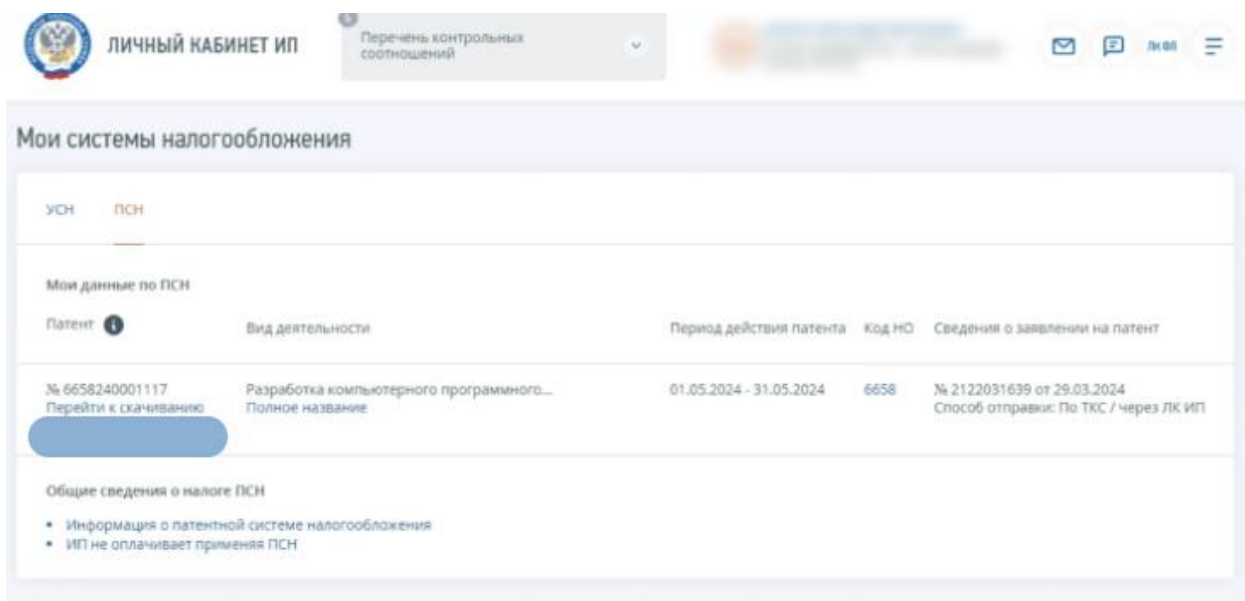 ЛИЧНЫЙ КАБИНЕТ ИП
Перечень контрольных
соотношений
Мои системы налогообложения
УСН ПСН
Мои данные по ПСН
Патент Вид деятельности Период действия патента Код НО Сведения о заявлении на патент
№ 6658240001117 Разработка компьютерного программного... 01.05.2024 - 31.05.2024 6658 № 2122031639 от 29.03.2024
Перейти к скачиванию Полное название Способ отправки: По ТКС / через ЛК ИП
Общие сведения о налоге ПСН
• Информация о патентной системе налогообложения
• ИП не оплачивает применяя ПСН